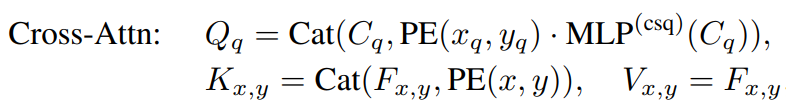 Cross-Attn: Q_q = Cat(C_q, PE(x_q, y_q) · MLP^(csq)(C_q)),
K_{x,y} = Cat(F_{x,y}, PE(x, y)), V_{x,y} = F_{x,y}